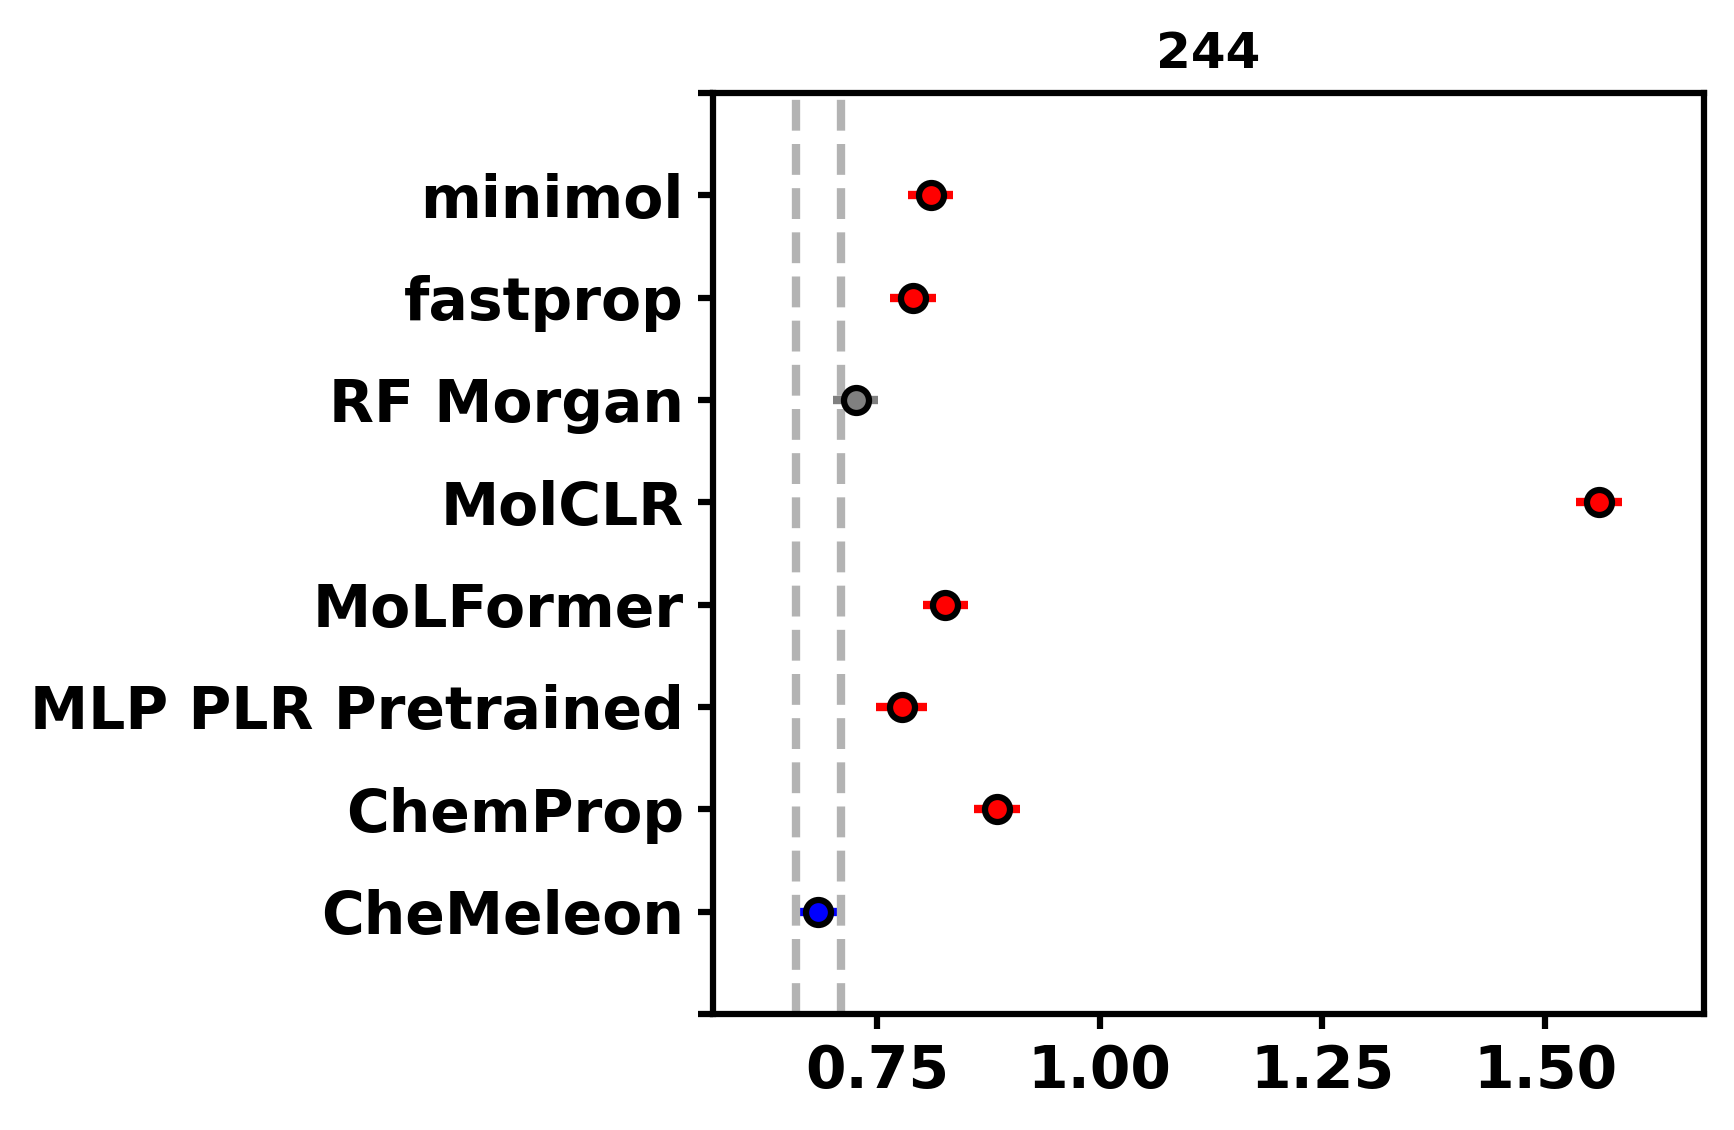 244
minimol
fastprop
RF Morgan
MolCLR
MoLFormer
MLP PLR Pretrained
ChemProp
CheMeleon
0.75 1.00 1.25 1.50